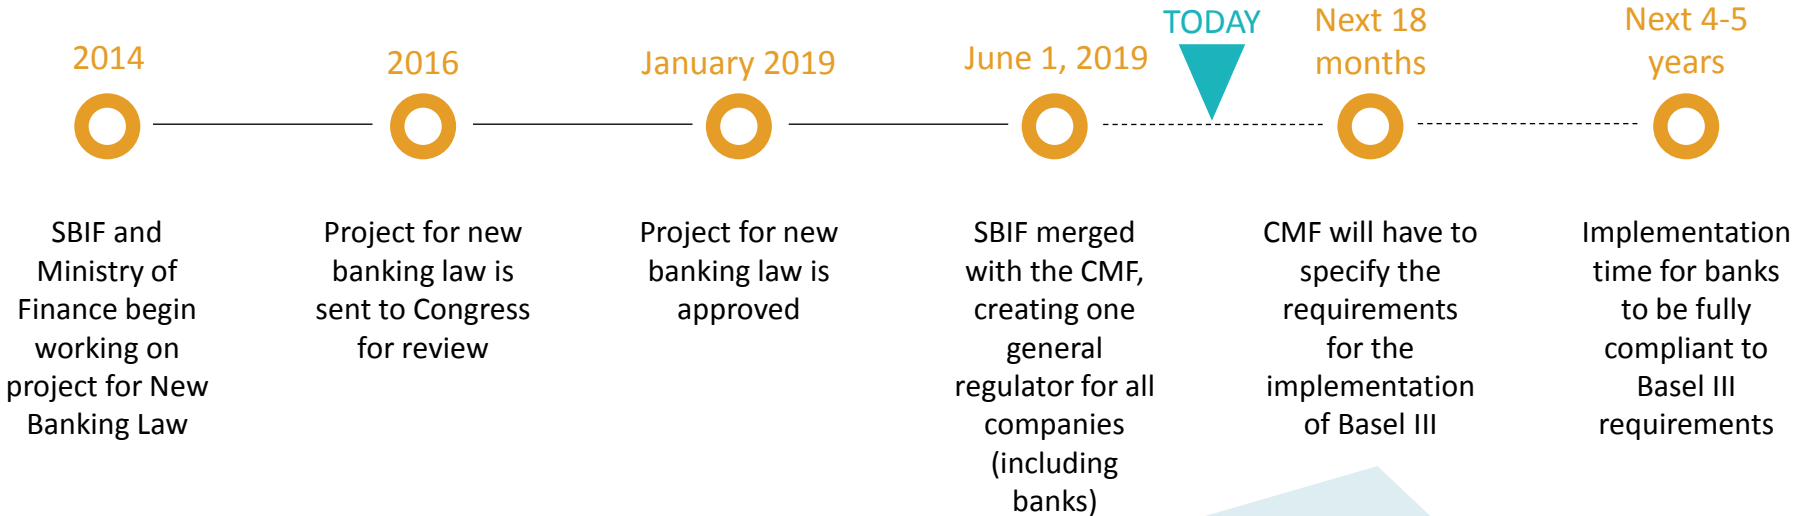 2014
SBIF and
Ministry of
Finance begin
working on
project for New
Banking Law
2016
Project for new
banking law is
sent to Congress
for review
January 2019
Project for new
banking law is
approved
June 1, 2019
SBIF merged
with the CMF,
creating one
general
regulator for all
companies
(including
banks)
TODAY
Next 18
months
CMF will have to
specify the
requirements
for the
implementation
of Basel III
Next 4-5
years
Implementation
time for banks
to be fully
compliant to
Basel III
requirements